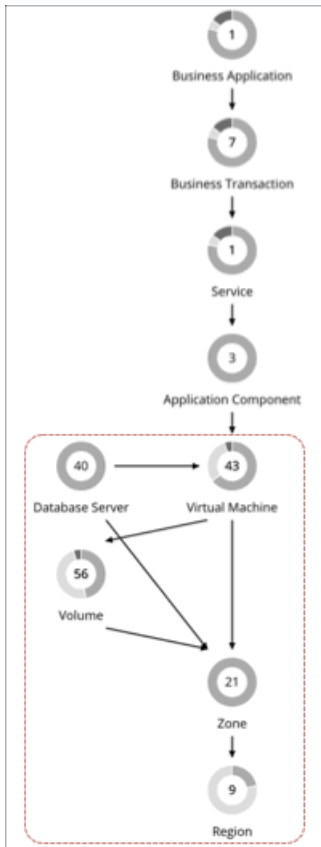 1
Business Application
7
Business Transaction
1
Service
3
Application Component
40
43
Database Server
Virtual Machine
56
Volume
21
Zone
9
Region